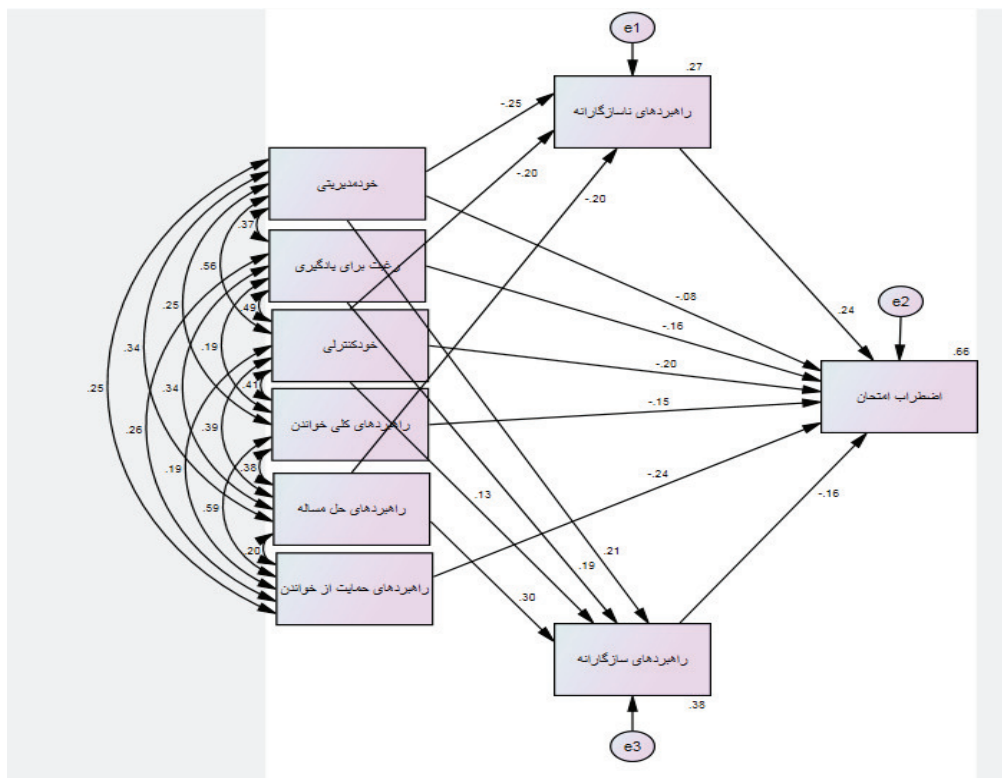 e1
.27
راهبردهای ناسازگارانه
-.25
-.20
-.20
خودمدیریتی
.37
رغبت برای یادگیری
.56
.49
.25
خودکنترلی
-.08
-.16
.24
e2
.66
اضطراب امتحان
.19
.34
.34
.25
.41
-.20
-.15
راهبردهای کلی خواندن
.26
.39
.38
.19
-.24
.13
-.16
راهبردهای حل مساله
.59
.20
.21
.19
.30
راهبردهای حمایت از خواندن
راهبردهای سازگارانه
.38
e3